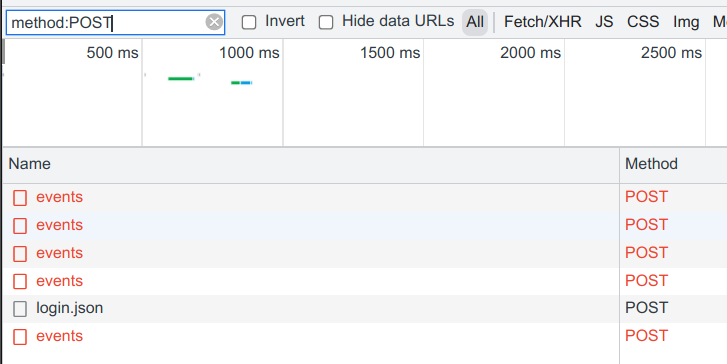 method:POST Invert Hide data URLs All Fetch/XHR JS CSS Img
500 ms 1000 ms 1500 ms 2000 ms 2500 ms
Name Method
events POST
events POST
events POST
events POST
login.json POST
events POST